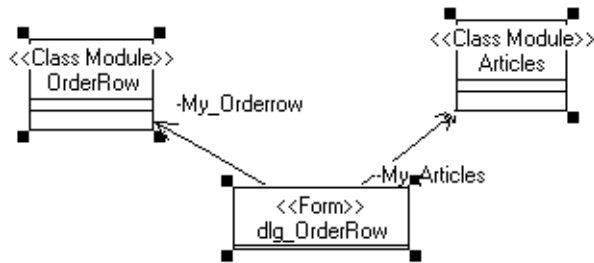 <<Class Module>>
OrderRow
<<Class Module>>
Articles
-My_Orderrow
-My_Articles
<<Form>>
dlg_OrderRow